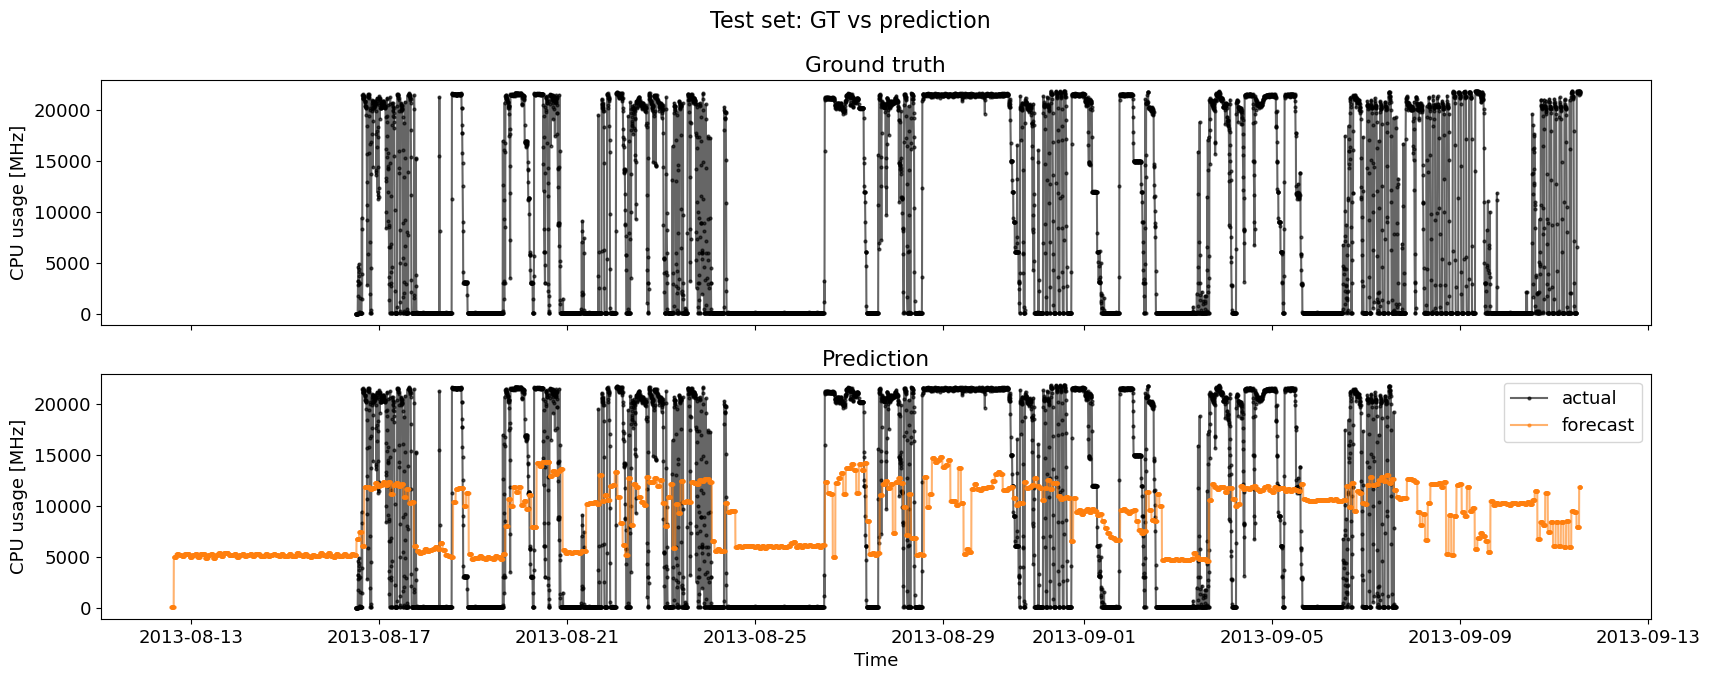 Test set: GT vs prediction
Ground truth
CPU usage [MHz]
20000
15000
10000
5000
0
Prediction
CPU usage [MHz]
20000
15000
10000
5000
0
actual
forecast
2013-08-13 2013-08-17 2013-08-21 2013-08-25 2013-08-29 2013-09-01 2013-09-05 2013-09-09 2013-09-13
Time